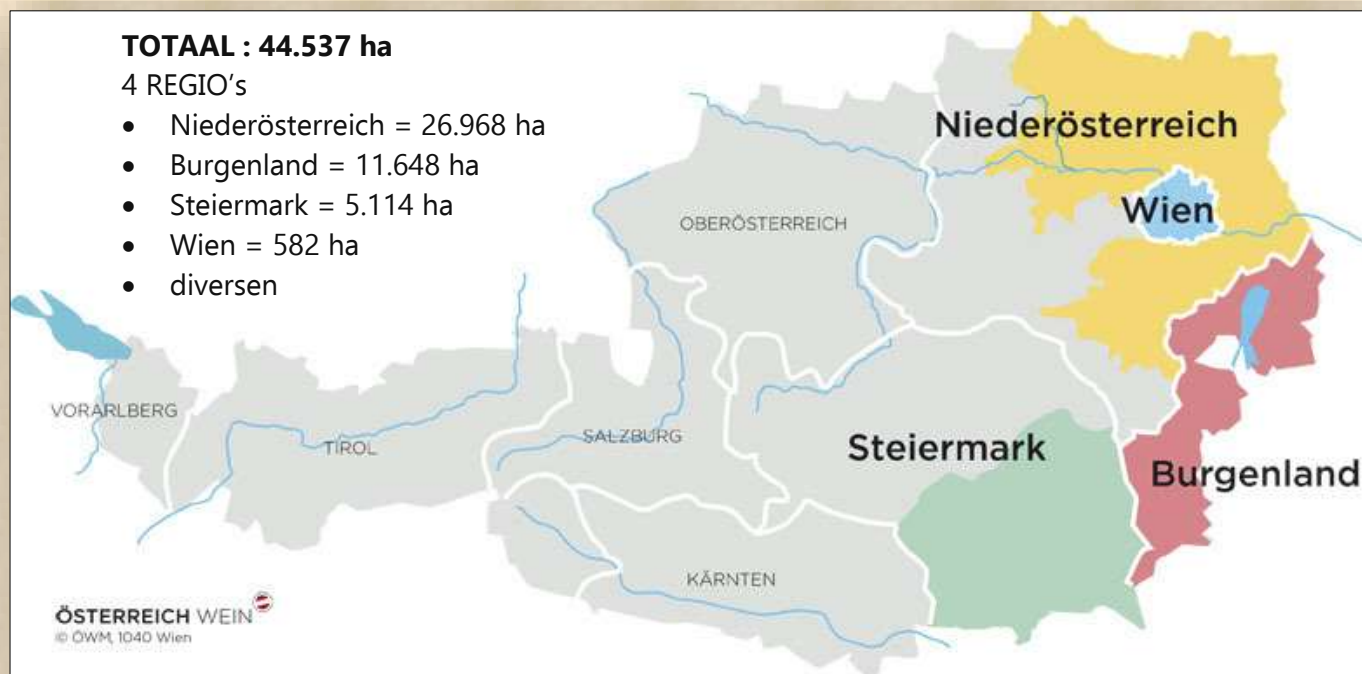 TOTAAL : 44.537 ha
4 REGIO's
• Niederösterreich = 26.968 ha
• Burgenland = 11.648 ha
• Steiermark = 5.114 ha
• Wien = 582 ha
• diversen
Niederösterreich
Wien
OBERÖSTERREICH
VORARLBERG
TIROL
SALZBURG
Steiermark
Burgenland
KÄRNTEN
ÖSTERREICH WEIN
© ÖWM, 1040 Wien